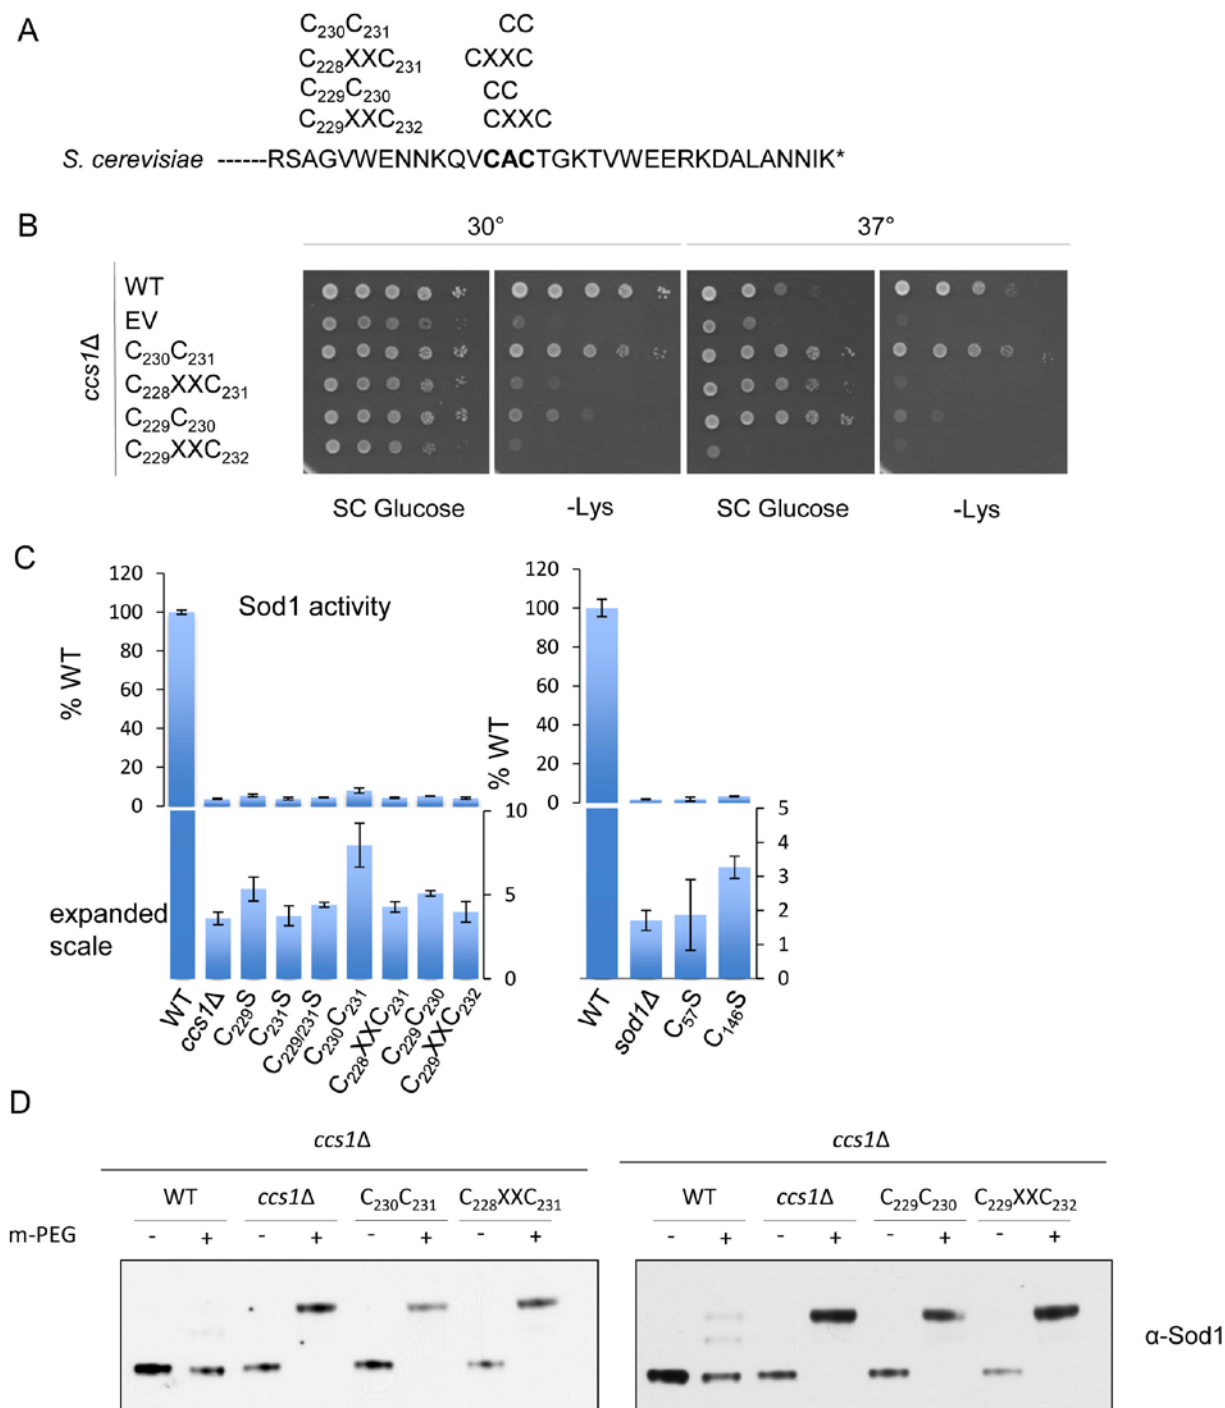 A
C₂₃₀C₂₃₁ CC
C₂₂₈XXC₂₃₁ CXXC
C₂₂₉C₂₃₀ CC
C₂₂₉XXC₂₃₂ CXXC
S. cerevisiae ------RSAGVWENNKQVCACTGKTVWEERKDALANNIK*
B
30° 37°
ccs1Δ
WT
EV
C₂₃₀C₂₃₁
C₂₂₈XXC₂₃₁
C₂₂₉C₂₃₀
C₂₂₉XXC₂₃₂
SC Glucose -Lys SC Glucose -Lys
C
Sod1 activity
% WT
120
100
80
60
40
20
0
10
5
0
expanded
scale
WT
ccs1Δ
C₂₂₉S
C₂₃₁S
C₂₂₉/₂₃₁S
C₂₃₀C₂₃₁
C₂₂₈XXC₂₃₁
C₂₂₉C₂₃₀
C₂₂₉XXC₂₃₂
% WT
120
100
80
60
40
20
0
5
4
3
2
1
0
WT
sod1Δ
C₅₇S
C₁₄₆S
D
ccs1Δ ccs1Δ
WT ccs1Δ C₂₃₀C₂₃₁ C₂₂₈XXC₂₃₁ WT ccs1Δ C₂₂₉C₂₃₀ C₂₂₉XXC₂₃₂
m-PEG - + - + - + - + - + - + - + - +
α-Sod1